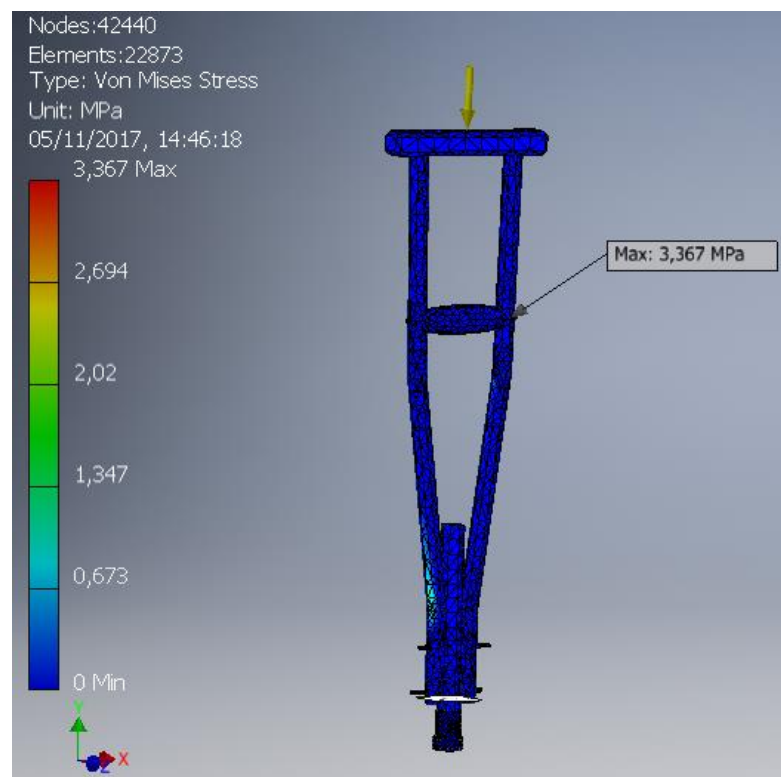 Nodes:42440
Elements:22873
Type: Von Mises Stress
Unit: MPa
05/11/2017, 14:46:18
3,367 Max
2,694
2,02
1,347
0,673
0 Min
Max: 3,367 MPa
Y
Z
X